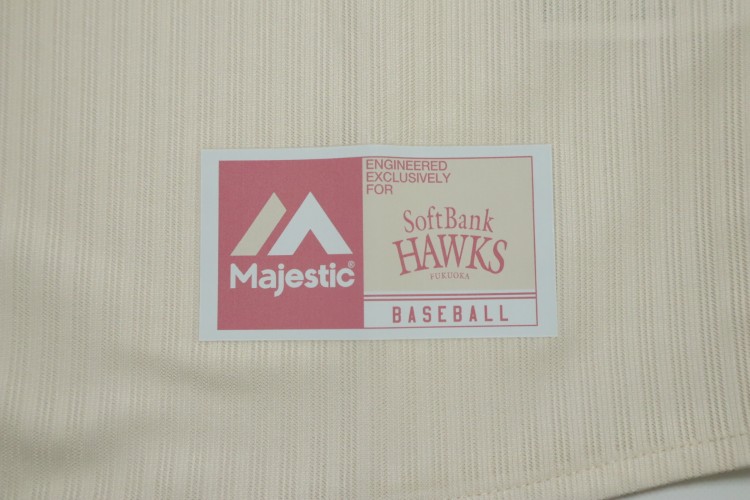 Majestic®
ENGINEERED
EXCLUSIVELY
FOR
SoftBank
HAWKS
FUKUOKA
BASEBALL